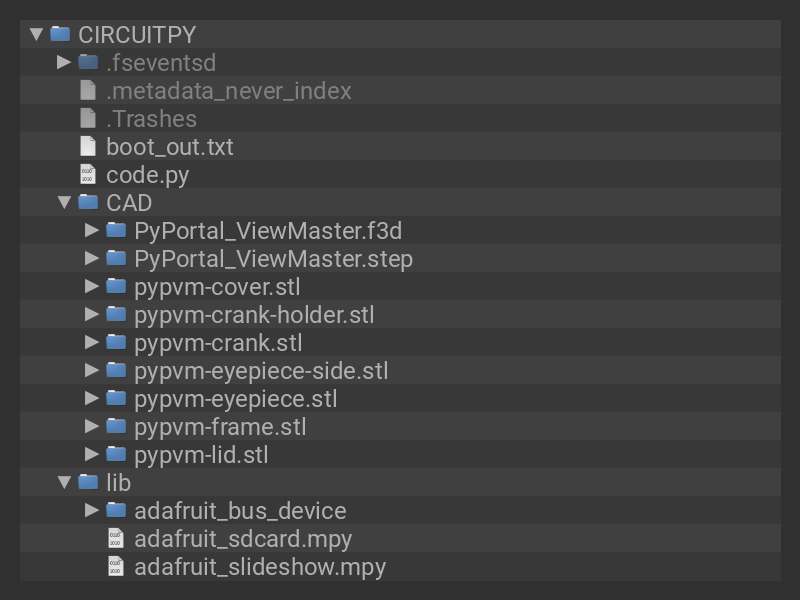 CIRCUITPY
.fseventsd
.metadata_never_index
.Trashes
boot_out.txt
code.py
CAD
PyPortal_ViewMaster.f3d
PyPortal_ViewMaster.step
pypvm-cover.stl
pypvm-crank-holder.stl
pypvm-crank.stl
pypvm-eyepiece-side.stl
pypvm-eyepiece.stl
pypvm-frame.stl
pypvm-lid.stl
lib
adafruit_bus_device
adafruit_sdcard.mpy
adafruit_slideshow.mpy